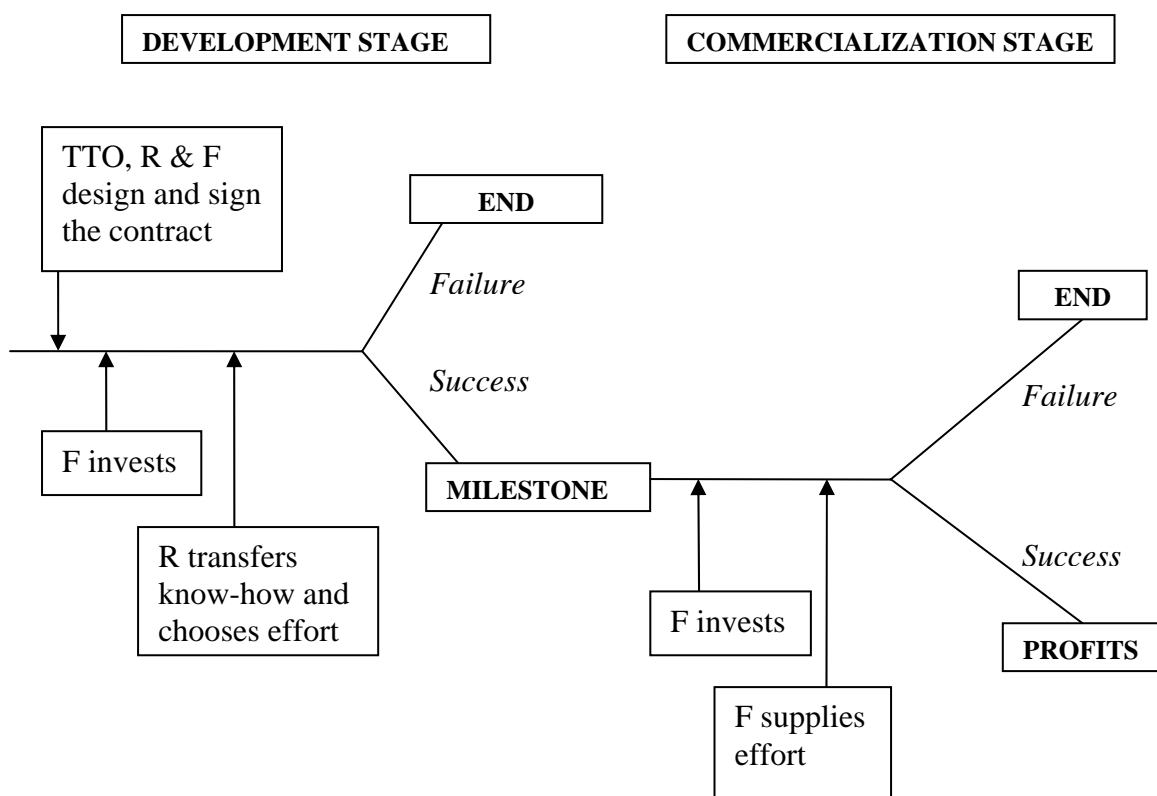 DEVELOPMENT STAGE
COMMERCIALIZATION STAGE
TTO, R & F
design and sign
the contract
END
Failure
END
Success
Failure
F invests
MILESTONE
R transfers
know-how and
chooses effort
Success
F invests
PROFITS
F supplies
effort